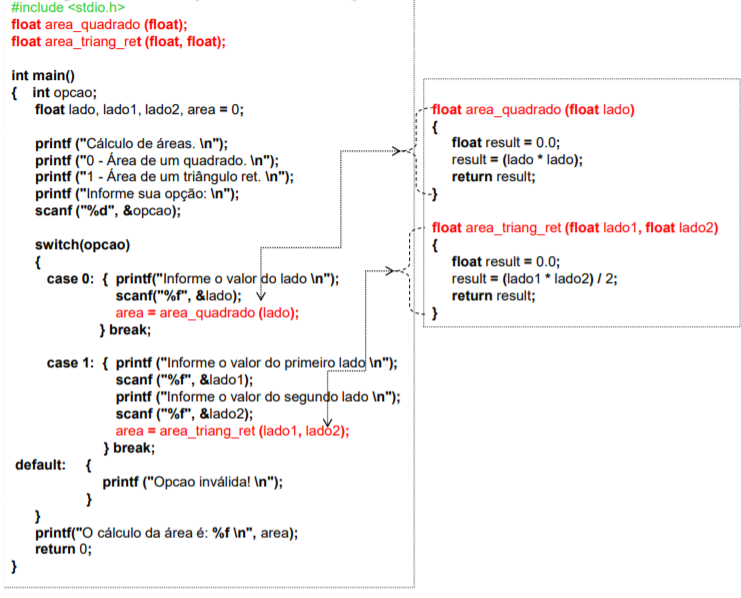 #include <stdio.h>
float area_quadrado (float);
float area_triang_ret (float, float);
int main()
{ int opcao;
float lado, lado1, lado2, area = 0;
printf ("Cálculo de áreas. \n");
printf ("0 - Área de um quadrado. \n");
printf ("1 - Área de um triângulo ret. \n");
printf ("Informe sua opção: \n");
scanf ("%d", &opcao);
switch(opcao)
{
case 0: { printf("Informe o valor do lado \n");
scanf("%f", &lado);
area = area_quadrado (lado);
} break;
case 1: { printf ("Informe o valor do primeiro lado \n");
scanf ("%f", &lado1);
printf ("Informe o valor do segundo lado \n");
scanf ("%f", &lado2);
area = area_triang_ret (lado1, lado2);
} break;
default: {
printf ("Opcao inválida! \n");
}
}
printf("O cálculo da área é: %f \n", area);
return 0;
}
float area_quadrado (float lado)
{
float result = 0.0;
result = (lado * lado);
return result;
}
float area_triang_ret (float lado1, float lado2)
{
float result = 0.0;
result = (lado1 * lado2) / 2;
return result;
}